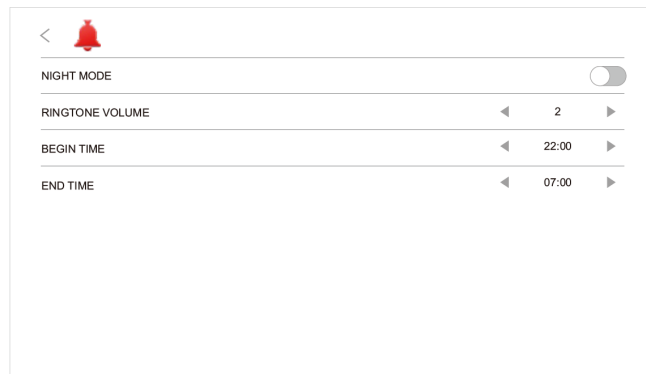 NIGHT MODE
RINGTONE VOLUME 2
BEGIN TIME 22:00
END TIME 07:00